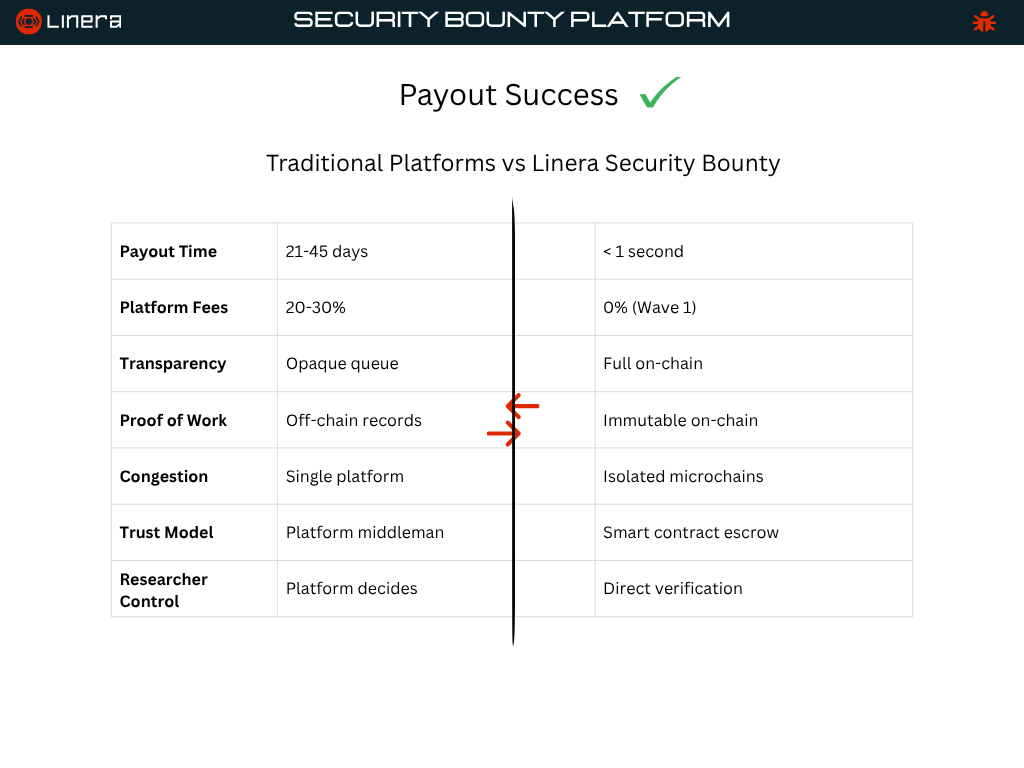 Linera
SECURITY BOUNTY PLATFORM
Payout Success
Traditional Platforms vs Linera Security Bounty
Payout Time 21-45 days < 1 second
Platform Fees 20-30% 0% (Wave 1)
Transparency Opaque queue Full on-chain
Proof of Work Off-chain records Immutable on-chain
Congestion Single platform Isolated microchains
Trust Model Platform middleman Smart contract escrow
Researcher
Control Platform decides Direct verification